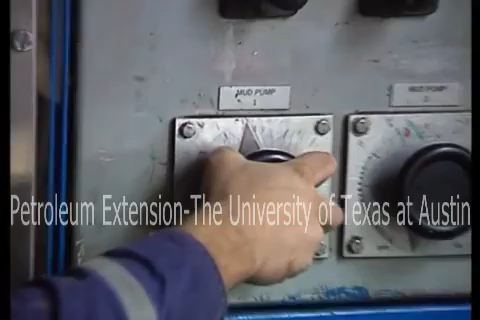 MUD PUMP
1
MUD PUMP
2
Petroleum Extension-The University of Texas at Austin